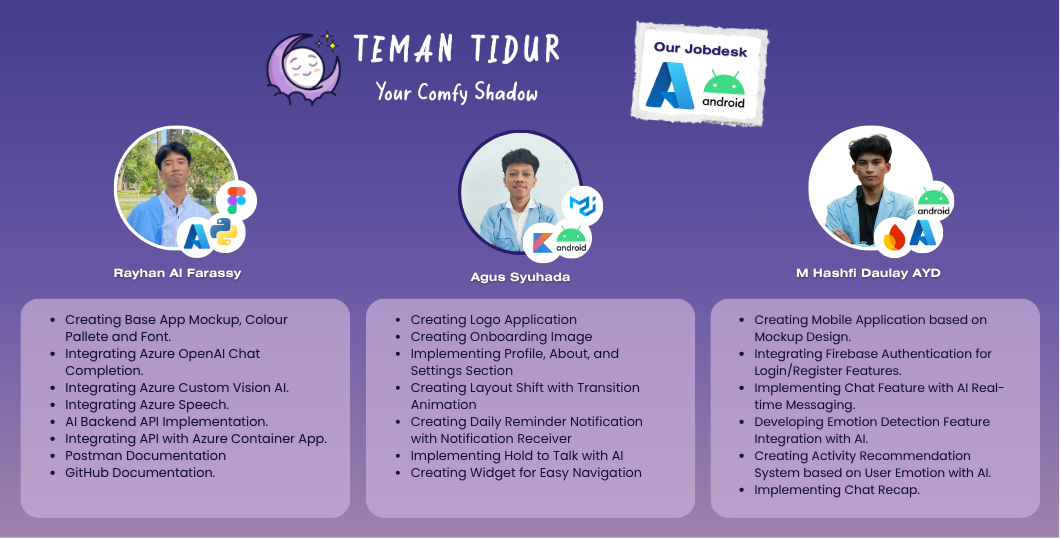 TEMAN TIDUR
Your Comfy Shadow
Our Jobdesk
android
android
android
Rayhan Al Farassy
Agus Syuhada
M Hashfi Daulay AYD
• Creating Base App Mockup, Colour
Pallete and Font.
• Integrating Azure OpenAI Chat
Completion.
• Integrating Azure Custom Vision AI.
• Integrating Azure Speech.
• AI Backend API Implementation.
• Integrating API with Azure Container App.
• Postman Documentation
• GitHub Documentation.
• Creating Logo Application
• Creating Onboarding Image
• Implementing Profile, About, and
Settings Section
• Creating Layout Shift with Transition
Animation
• Creating Daily Reminder Notification
with Notification Receiver
• Implementing Hold to Talk with AI
• Creating Widget for Easy Navigation
• Creating Mobile Application based on
Mockup Design.
• Integrating Firebase Authentication for
Login/Register Features.
• Implementing Chat Feature with AI Real-
time Messaging.
• Developing Emotion Detection Feature
Integration with AI.
• Creating Activity Recommendation
System based on User Emotion with AI.
• Implementing Chat Recap.